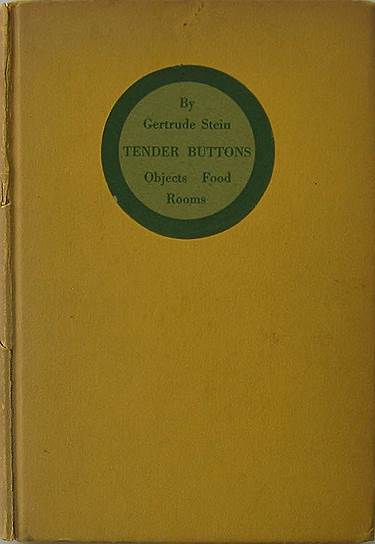 By
Gertrude Stein
TENDER BUTTONS
Objects Food
Rooms